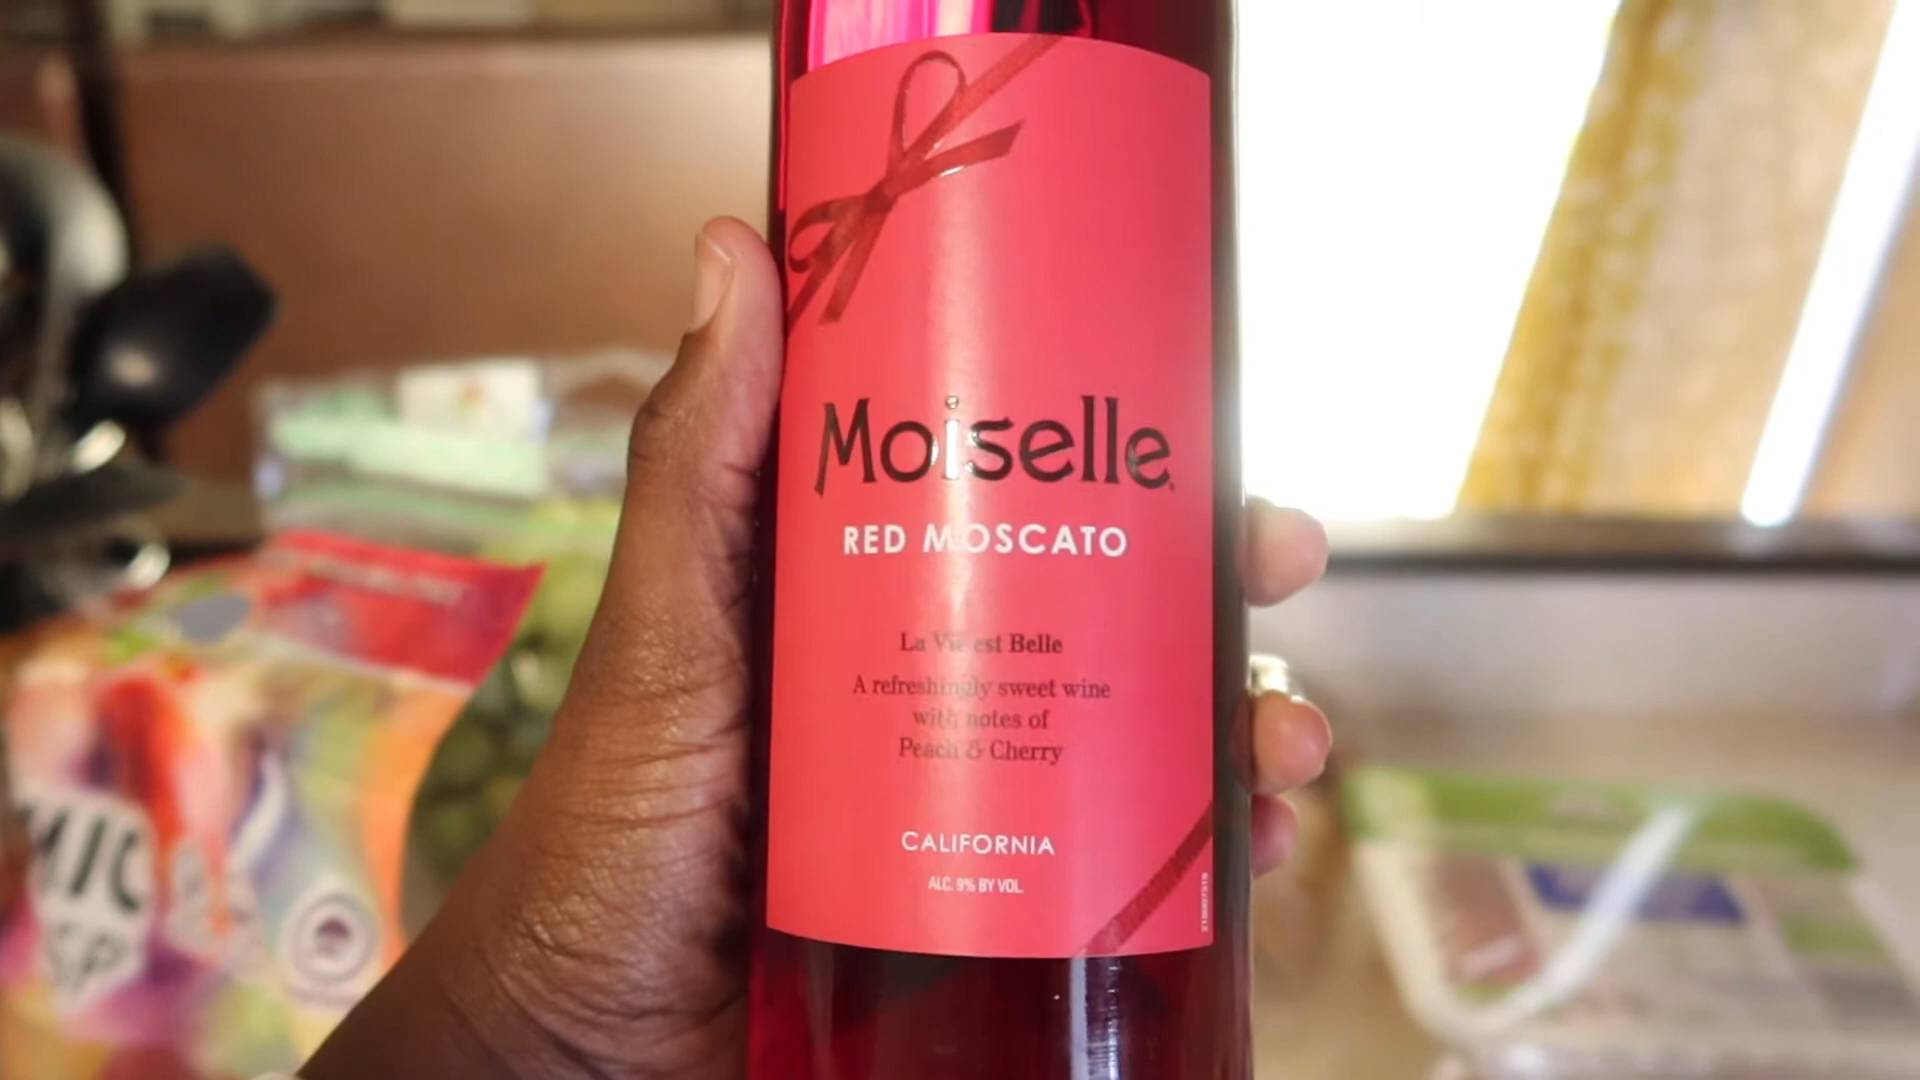 Moiselle
RED MOSCATO
La Vie est Belle
A refreshingly sweet wine
with notes of
Peach & Cherry
CALIFORNIA
ALC. 9% BY VOL.